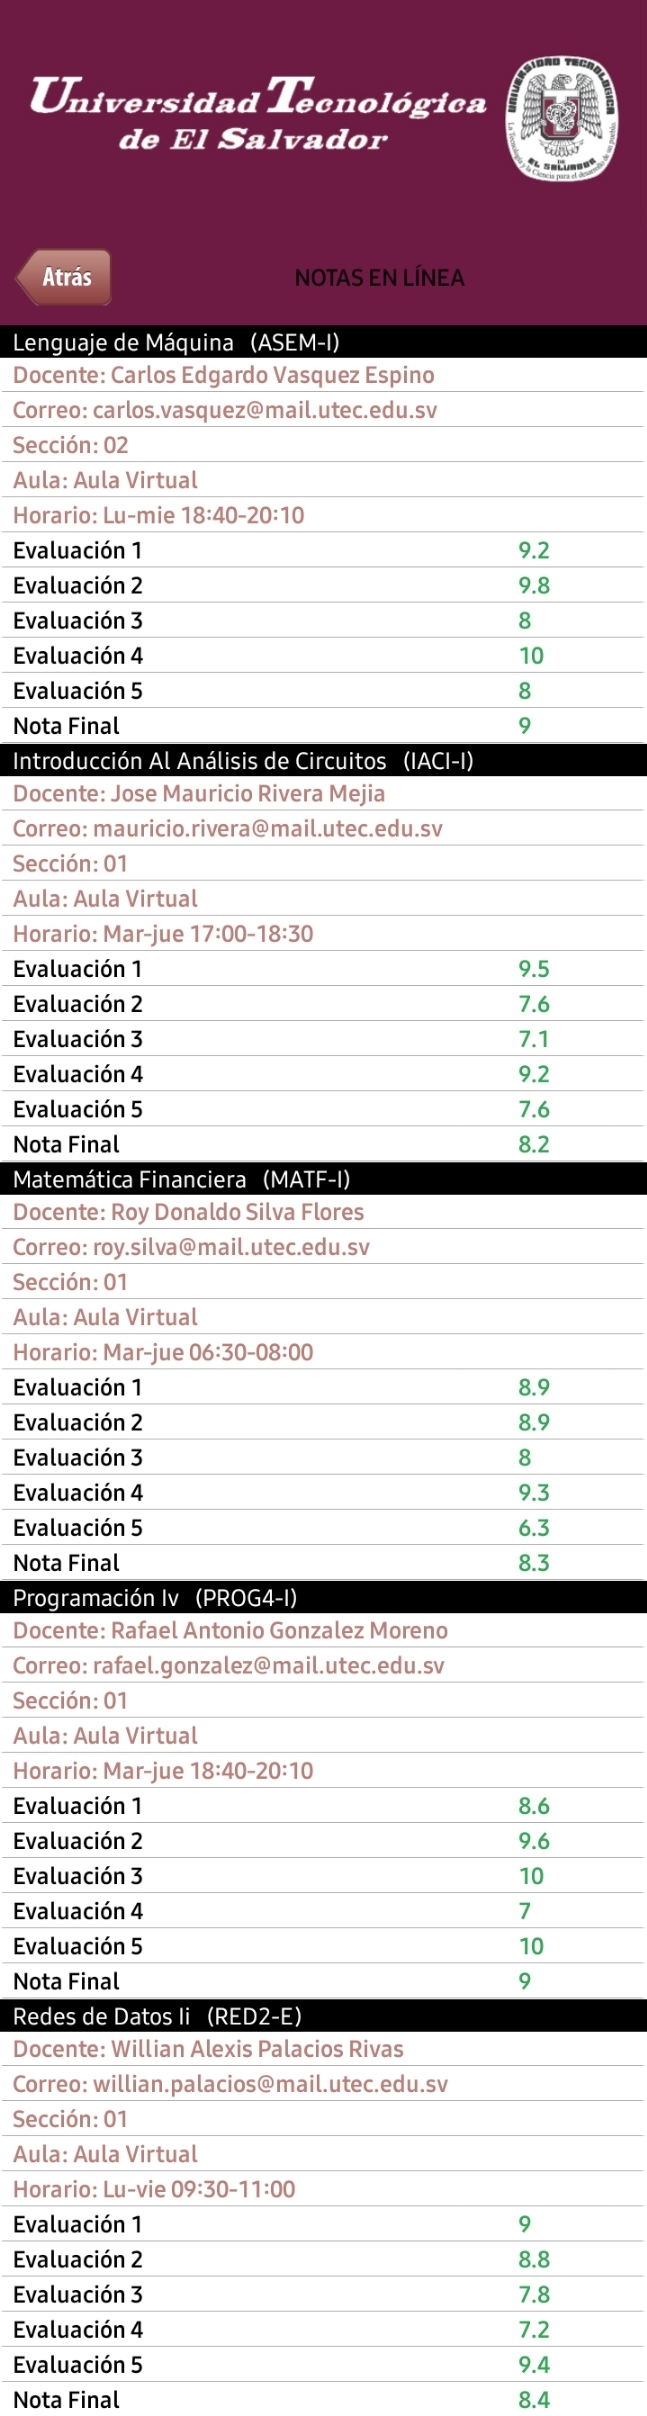 Universidad Tecnológica
de El Salvador
UNIVERSIDAD TECNOLOGICA
DE EL SALVADOR
La Tecnología y la Ciencia para el desarrollo de su pueblo.
Atrás
NOTAS EN LÍNEA
Lenguaje de Máquina (ASEM-I)
Docente: Carlos Edgardo Vasquez Espino
Correo: carlos.vasquez@mail.utec.edu.sv
Sección: 02
Aula: Aula Virtual
Horario: Lu-mie 18:40-20:10
Evaluación 1 9.2
Evaluación 2 9.8
Evaluación 3 8
Evaluación 4 10
Evaluación 5 8
Nota Final 9
Introducción Al Análisis de Circuitos (IACI-I)
Docente: Jose Mauricio Rivera Mejia
Correo: mauricio.rivera@mail.utec.edu.sv
Sección: 01
Aula: Aula Virtual
Horario: Mar-jue 17:00-18:30
Evaluación 1 9.5
Evaluación 2 7.6
Evaluación 3 7.1
Evaluación 4 9.2
Evaluación 5 7.6
Nota Final 8.2
Matemática Financiera (MATF-I)
Docente: Roy Donaldo Silva Flores
Correo: roy.silva@mail.utec.edu.sv
Sección: 01
Aula: Aula Virtual
Horario: Mar-jue 06:30-08:00
Evaluación 1 8.9
Evaluación 2 8.9
Evaluación 3 8
Evaluación 4 9.3
Evaluación 5 6.3
Nota Final 8.3
Programación Iv (PROG4-I)
Docente: Rafael Antonio Gonzalez Moreno
Correo: rafael.gonzalez@mail.utec.edu.sv
Sección: 01
Aula: Aula Virtual
Horario: Mar-jue 18:40-20:10
Evaluación 1 8.6
Evaluación 2 9.6
Evaluación 3 10
Evaluación 4 7
Evaluación 5 10
Nota Final 9
Redes de Datos Ii (RED2-E)
Docente: Willian Alexis Palacios Rivas
Correo: willian.palacios@mail.utec.edu.sv
Sección: 01
Aula: Aula Virtual
Horario: Lu-vie 09:30-11:00
Evaluación 1 9
Evaluación 2 8.8
Evaluación 3 7.8
Evaluación 4 7.2
Evaluación 5 9.4
Nota Final 8.4